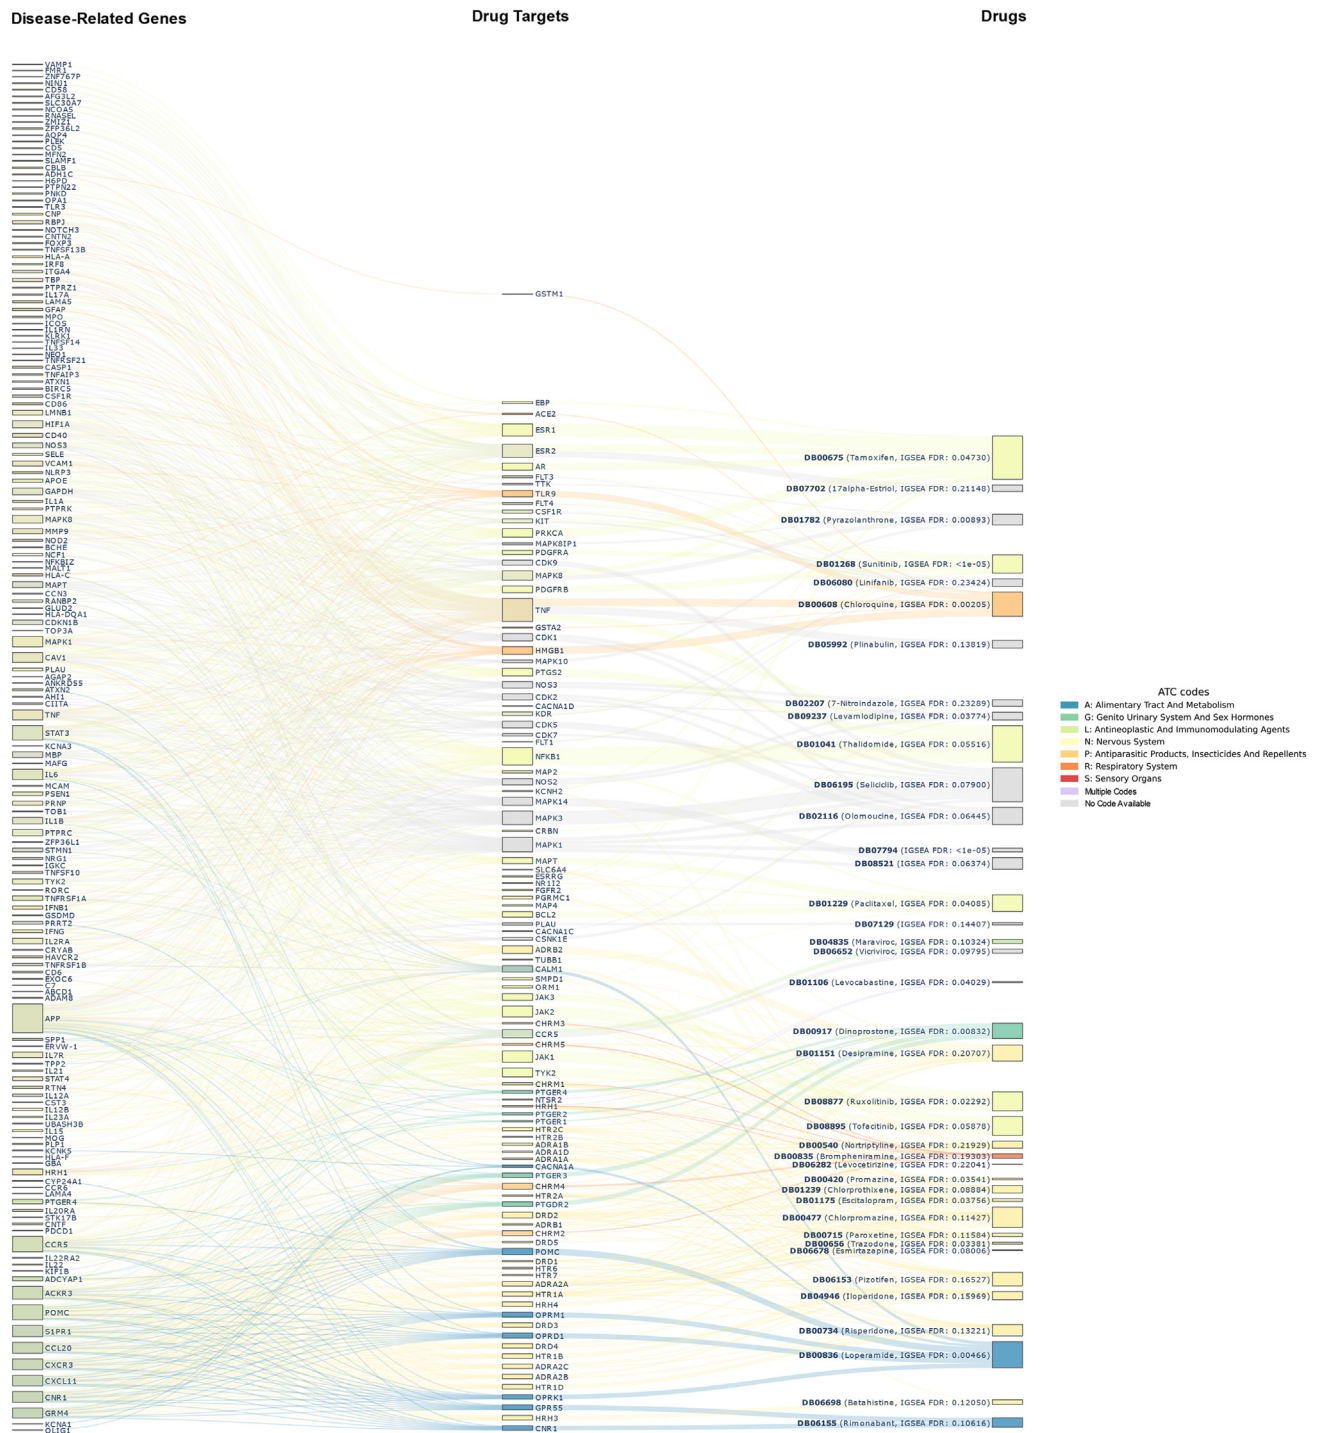 Disease-Related Genes
Drug Targets
Drugs
VAMP1
FMR1
ZNF767P
NINJ1
CD58
AFG3L2
SLC30A7
NCOA5
RNASEL
ZMIZ1
ZFP36L2
AQP4
PLEK
CD5
MFN2
SLAMF1
CBLB
ADH1C
H6PD
PTPN22
PNKD
OPA1
TLR3
CNP
RBPJ
NOTCH3
CNTN2
FOXP3
TNFSF13B
HLA-A
IRF8
ITGA4
TBP
PTPRZ1
IL17A
LAMA5
GFAP
MPO
ICOS
IL1RN
KLRK1
TNFSF14
IL33
NEO1
TNFRSF21
CASP1
TNFAIP3
ATXN1
BIRC5
CSF1R
CD86
LMNB1
HIF1A
CD40
NOS3
SELE
VCAM1
NLRP3
APOE
GAPDH
IL1A
PTPRK
MAPK8
MMP9
NOD2
BCHE
NCF1
NFKBIZ
MALT1
HLA-C
MAPT
CCN3
RANBP2
GLUD2
HLA-DQA1
CDKN1B
TOP3A
MAPK1
CAV1
PLAU
AGAP2
ANKRD55
ATXN2
AHI1
CIITA
TNF
STAT3
KCNA3
MBP
MAFG
IL6
MCAM
PSEN1
PRNP
TOB1
IL1B
PTPRC
ZFP36L1
STMN1
NRG1
IGKC
TNFSF10
TYK2
RORC
TNFRSF1A
IFNB1
GSDMD
PRRT2
IFNG
IL2RA
CRYAB
HAVCR2
TNFRSF1B
CD6
EXOC6
C7
ABCD1
ADAM8
APP
SPP1
ERVW-1
IL7R
TPP2
IL21
STAT4
RTN4
IL12A
CST3
IL12B
IL23A
UBASH3B
IL15
MOG
PLP1
KCNK5
HLA-F
GBA
HRH1
CYP24A1
CCR6
LAMA4
PTGER4
IL20RA
STK17B
CNTF
PDCD1
CCR5
IL22RA2
IL22
KIF1B
ADCYAP1
ACKR3
POMC
S1PR1
CCL20
CXCR3
CXCL11
CNR1
GRM4
KCNA1
OLIG1
GSTM1
EBP
ACE2
ESR1
ESR2
AR
FLT3
TTK
TLR9
FLT4
CSF1R
KIT
PRKCA
MAPK8IP1
PDGFRA
CDK9
MAPK8
PDGFRB
TNF
GSTA2
CDK1
HMGB1
MAPK10
PTGS2
NOS3
CDK2
CACNA1D
KDR
CDK5
CDK7
FLT1
NFKB1
MAP2
NOS2
KCNH2
MAPK14
MAPK3
CRBN
MAPK1
MAPT
SLC6A4
ESRRG
NR1I2
FGFR2
PGRMC1
MAP4
BCL2
PLAU
CACNA1C
CSNK1E
ADRB2
TUBB1
CALM1
SMPD1
ORM1
JAK3
JAK2
CHRM3
CCR5
CHRM5
JAK1
TYK2
CHRM1
PTGER4
NTSR2
HRH1
PTGER2
PTGER1
HTR2C
HTR2B
ADRA1B
ADRA1D
ADRA1A
CACNA1A
PTGER3
CHRM4
HTR2A
PTGDR2
DRD2
ADRB1
CHRM2
DRD5
POMC
DRD1
HTR6
HTR7
ADRA2A
HTR1A
HRH4
OPRM1
DRD3
OPRD1
DRD4
HTR1B
ADRA2C
ADRA2B
HTR1D
OPRK1
GPR55
HRH3
CNR1
DB00675 (Tamoxifen, IGSEA FDR: 0.04730)
DB07702 (17alpha-Estriol, IGSEA FDR: 0.21148)
DB01782 (Pyrazolanthrone, IGSEA FDR: 0.00893)
DB01268 (Sunitinib, IGSEA FDR: <1e-05)
DB06080 (Linifanib, IGSEA FDR: 0.23424)
DB00608 (Chloroquine, IGSEA FDR: 0.00205)
DB05992 (Plinabulin, IGSEA FDR: 0.13819)
DB02207 (7-Nitroindazole, IGSEA FDR: 0.23289)
DB09237 (Levamlodipine, IGSEA FDR: 0.03774)
DB01041 (Thalidomide, IGSEA FDR: 0.05516)
DB06195 (Seliciclib, IGSEA FDR: 0.07900)
DB02116 (Olomoucine, IGSEA FDR: 0.06445)
DB07794 (IGSEA FDR: <1e-05)
DB08521 (IGSEA FDR: 0.06374)
DB01229 (Paclitaxel, IGSEA FDR: 0.04085)
DB07129 (IGSEA FDR: 0.14407)
DB04835 (Maraviroc, IGSEA FDR: 0.10324)
DB06652 (Vicriviroc, IGSEA FDR: 0.09795)
DB01106 (Levocabastine, IGSEA FDR: 0.04029)
DB00917 (Dinoprostone, IGSEA FDR: 0.00832)
DB01151 (Desipramine, IGSEA FDR: 0.20707)
DB08877 (Ruxolitinib, IGSEA FDR: 0.02292)
DB08895 (Tofacitinib, IGSEA FDR: 0.05878)
DB00540 (Nortriptyline, IGSEA FDR: 0.21929)
DB00835 (Brompheniramine, IGSEA FDR: 0.19303)
DB06282 (Levocetirizine, IGSEA FDR: 0.22041)
DB00420 (Promazine, IGSEA FDR: 0.03541)
DB01239 (Chlorprothixene, IGSEA FDR: 0.08884)
DB01175 (Escitalopram, IGSEA FDR: 0.03756)
DB00477 (Chlorpromazine, IGSEA FDR: 0.11427)
DB00715 (Paroxetine, IGSEA FDR: 0.11584)
DB00656 (Trazodone, IGSEA FDR: 0.03381)
DB06678 (Esmirtazapine, IGSEA FDR: 0.08006)
DB06153 (Pizotifen, IGSEA FDR: 0.16527)
DB04946 (Iloperidone, IGSEA FDR: 0.15969)
DB00734 (Risperidone, IGSEA FDR: 0.13221)
DB00836 (Loperamide, IGSEA FDR: 0.00466)
DB06698 (Betahistine, IGSEA FDR: 0.12050)
DB06155 (Rimonabant, IGSEA FDR: 0.10616)
ATC codes
A: Alimentary Tract And Metabolism
G: Genito Urinary System And Sex Hormones
L: Antineoplastic And Immunomodulating Agents
N: Nervous System
P: Antiparasitic Products, Insecticides And Repellents
R: Respiratory System
S: Sensory Organs
Multiple Codes
No Code Available